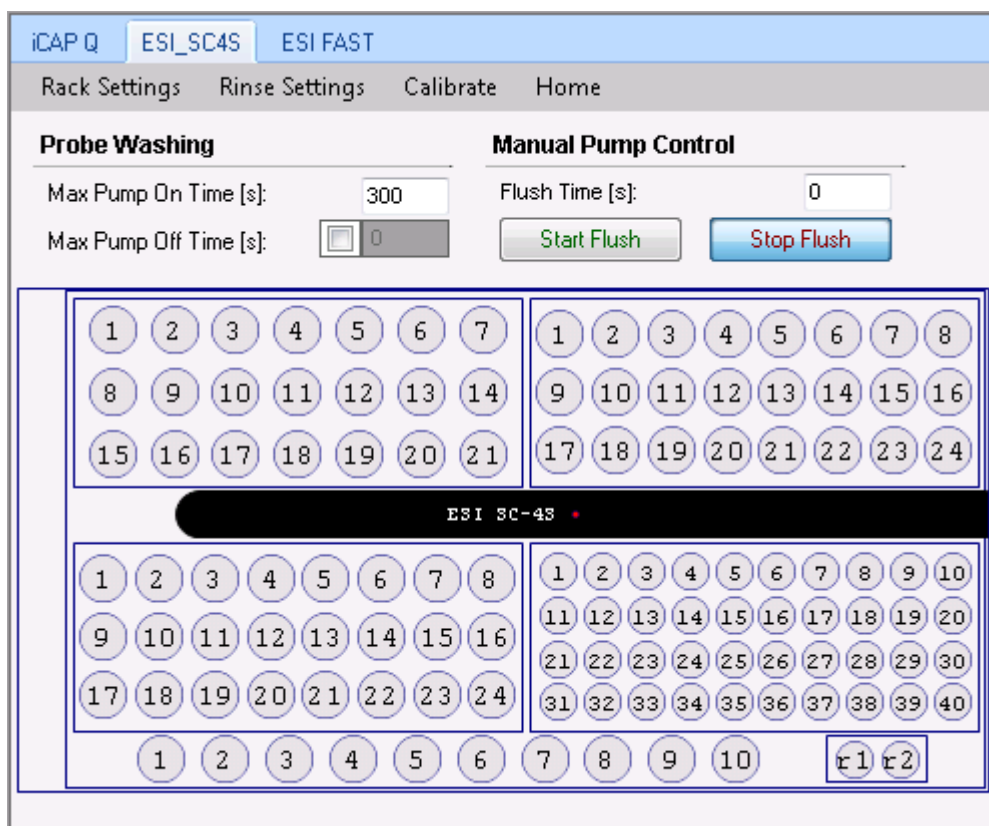 iCAP Q ESI_SC4S ESI FAST
Rack Settings Rinse Settings Calibrate Home
Probe Washing Manual Pump Control
Max Pump On Time [s]: 300 Flush Time [s]: 0
Max Pump Off Time [s]: 0 Start Flush Stop Flush
1 2 3 4 5 6 7 1 2 3 4 5 6 7 8
8 9 10 11 12 13 14 9 10 11 12 13 14 15 16
15 16 17 18 19 20 21 17 18 19 20 21 22 23 24
ESI SC-4S
1 2 3 4 5 6 7 8 1 2 3 4 5 6 7 8 9 10
11 12 13 14 15 16 17 18 19 20
9 10 11 12 13 14 15 16 21 22 23 24 25 26 27 28 29 30
17 18 19 20 21 22 23 24 31 32 33 34 35 36 37 38 39 40
1 2 3 4 5 6 7 8 9 10 r1 r2